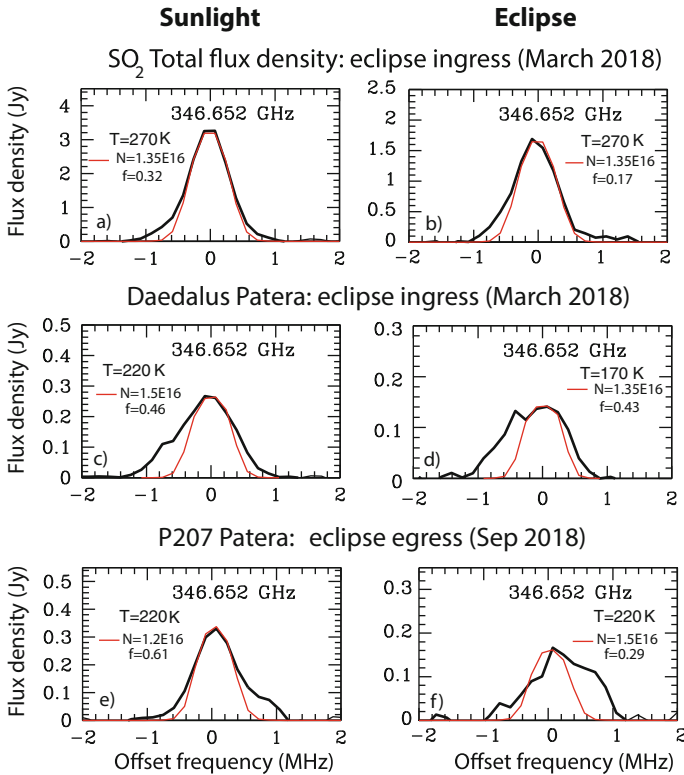 Sunlight Eclipse
SO2 Total flux density: eclipse ingress (March 2018)
Flux density (Jy)
4
3
2
1
0
346.652 GHz
T=270 K
N=1.35E16
f=0.32
a)
−2 −1 0 1 2
2.5
2
1.5
1
0.5
0
346.652 GHz
T=270 K
N=1.35E16
f=0.17
b)
−2 −1 0 1 2
Daedalus Patera: eclipse ingress (March 2018)
Flux density (Jy)
0.5
0.4
0.3
0.2
0.1
0
346.652 GHz
T=220 K
N=1.5E16
f=0.46
c)
−2 −1 0 1 2
0.3
0.2
0.1
0
346.652 GHz
T=170 K
N=1.35E16
f=0.43
d)
−2 −1 0 1 2
P207 Patera: eclipse egress (Sep 2018)
Flux density (Jy)
0.5
0.4
0.3
0.2
0.1
0
346.652 GHz
T=220 K
N=1.2E16
f=0.61
e)
−2 −1 0 1 2
Offset frequency (MHz)
0.3
0.2
0.1
0
346.652 GHz
T=220 K
N=1.5E16
f=0.29
f)
−2 −1 0 1 2
Offset frequency (MHz)